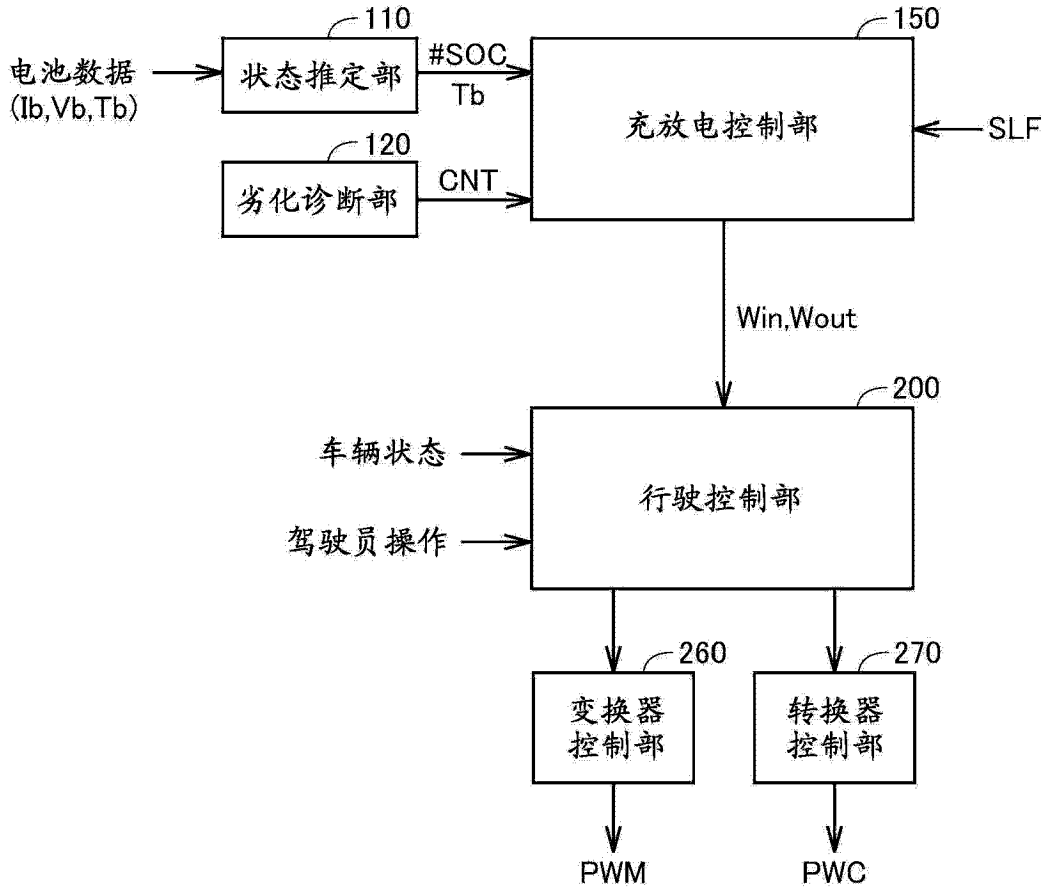 110
150
电池数据
(Ib,Vb,Tb)
状态推定部
#SOC
Tb
充放电控制部
SLF
120
劣化诊断部
CNT
Win,Wout
200
车辆状态
行驶控制部
驾驶员操作
260
270
变换器
控制部
转换器
控制部
PWM
PWC